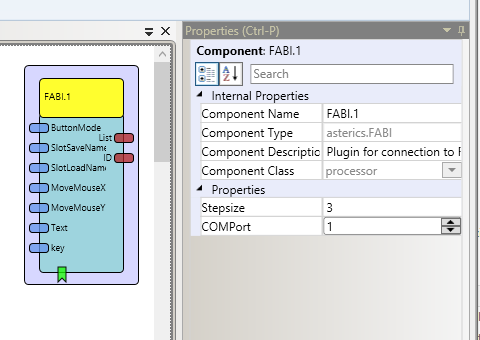 Properties (Ctrl-P)
Component: FABI.1
Search
Internal Properties
Component Name FABI.1
Component Type asterics.FABI
Component Descriptio Plugin for connection to F
Component Class processor
Properties
Stepsize 3
COMPort 1
FABI.1
ButtonMode
List
SlotSaveName
ID
SlotLoadName
MoveMouseX
MoveMouseY
Text
key